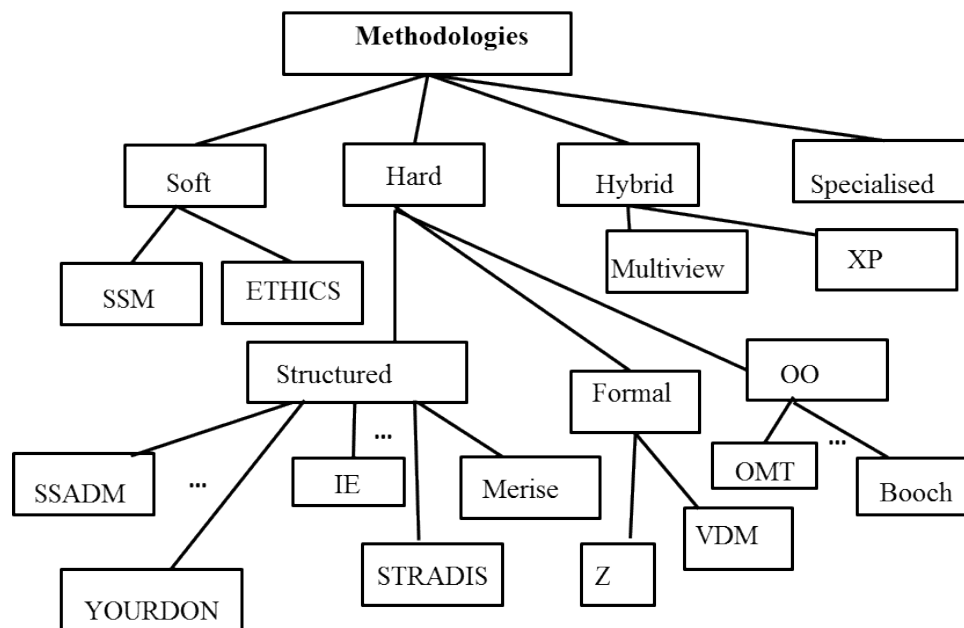 Methodologies
Soft
Hard
Hybrid
Specialised
SSM
ETHICS
Multiview
XP
Structured
Formal
OO
...
...
...
SSADM
IE
Merise
OMT
Booch
YOURDON
STRADIS
Z
VDM